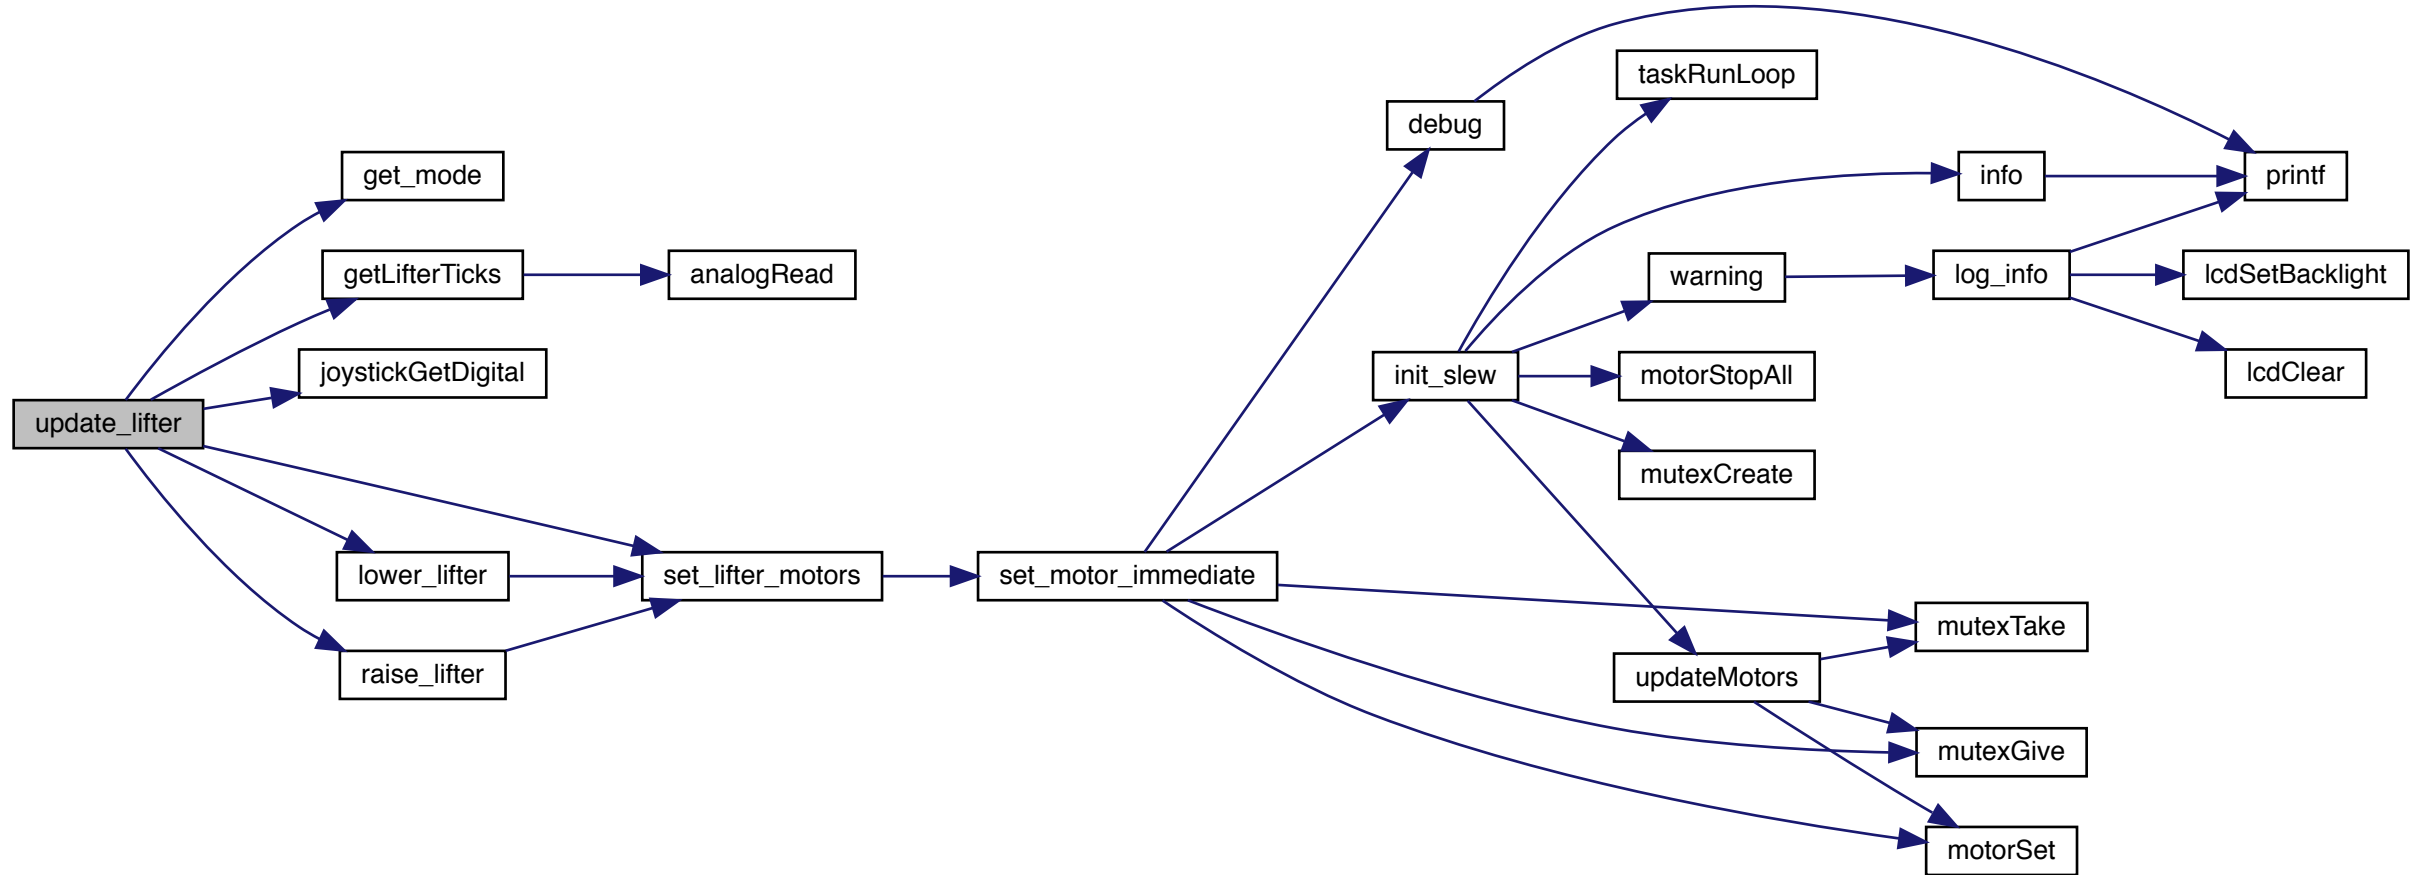 update_lifter
get_mode
getLifterTicks
analogRead
joystickGetDigital
lower_lifter
raise_lifter
set_lifter_motors
set_motor_immediate
debug
init_slew
taskRunLoop
info
warning
log_info
printf
lcdSetBacklight
lcdClear
motorStopAll
mutexCreate
updateMotors
mutexTake
mutexGive
motorSet